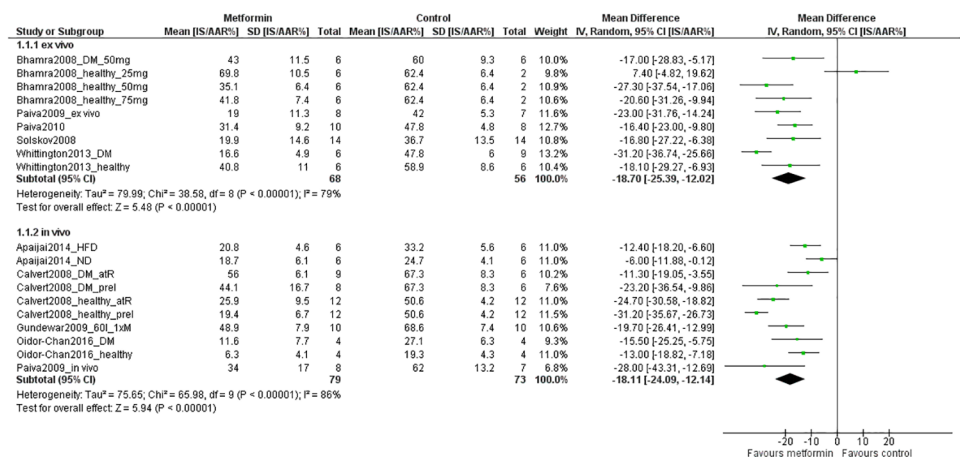 Metformin Control Mean Difference Mean Difference
Study or Subgroup Mean [IS/AAR%] SD [IS/AAR%] Total Mean [IS/AAR%] SD [IS/AAR%] Total Weight IV, Random, 95% CI [IS/AAR%] IV, Random, 95% CI [IS/AAR%]
1.1.1 ex vivo
Bhamra2008_DM_50mg 43 11.5 6 60 9.3 6 10.0% -17.00 [-28.83, -5.17]
Bhamra2008_healthy_25mg 69.8 10.5 6 62.4 6.4 2 9.8% 7.40 [-4.82, 19.62]
Bhamra2008_healthy_50mg 35.1 6.4 6 62.4 6.4 2 10.9% -27.30 [-37.54, -17.06]
Bhamra2008_healthy_75mg 41.8 7.4 6 62.4 6.4 2 10.6% -20.60 [-31.26, -9.94]
Paiva2009_ex vivo 19 11.3 8 42 5.3 7 11.6% -23.00 [-31.76, -14.24]
Paiva2010 31.4 9.2 10 47.8 4.8 8 12.8% -16.40 [-23.00, -9.80]
Solskov2008 19.9 14.6 14 36.7 13.5 14 10.8% -16.80 [-27.22, -6.38]
Whittington2013_DM 16.6 4.9 6 47.8 6 9 13.2% -31.20 [-36.74, -25.66]
Whittington2013_healthy 40.8 11 6 58.9 8.6 6 10.3% -18.10 [-29.27, -6.93]
Subtotal (95% CI) 68 56 100.0% -18.70 [-25.39, -12.02]
Heterogeneity: Tau² = 79.99; Chi² = 38.58, df = 8 (P < 0.00001); I² = 79%
Test for overall effect: Z = 5.48 (P < 0.00001)
1.1.2 in vivo
Apaijai2014_HFD 20.8 4.6 6 33.2 5.6 6 11.0% -12.40 [-18.20, -6.60]
Apaijai2014_ND 18.7 6.1 6 24.7 4.1 6 11.0% -6.00 [-11.88, -0.12]
Calvert2008_DM_atR 56 6.1 9 67.3 8.3 6 10.2% -11.30 [-19.05, -3.55]
Calvert2008_DM_preI 44.1 16.7 8 67.3 8.3 6 7.6% -23.20 [-36.54, -9.86]
Calvert2008_healthy_atR 25.9 9.5 12 50.6 4.2 12 11.0% -24.70 [-30.58, -18.82]
Calvert2008_healthy_preI 19.4 6.7 12 50.6 4.2 12 11.5% -31.20 [-35.67, -26.73]
Gundewar2009_60I_1xM 48.9 7.9 10 68.6 7.4 10 10.7% -19.70 [-26.41, -12.99]
Oidor-Chan2016_DM 11.6 7.7 4 27.1 6.3 4 9.3% -15.50 [-25.25, -5.75]
Oidor-Chan2016_healthy 6.3 4.1 4 19.3 4.3 4 11.0% -13.00 [-18.82, -7.18]
Paiva2009_in vivo 34 17 8 62 13.2 7 6.8% -28.00 [-43.31, -12.69]
Subtotal (95% CI) 79 73 100.0% -18.11 [-24.09, -12.14]
Heterogeneity: Tau² = 75.65; Chi² = 65.98, df = 9 (P < 0.00001); I² = 86%
Test for overall effect: Z = 5.94 (P < 0.00001)
-20 -10 0 10 20
Favours metformin Favours control